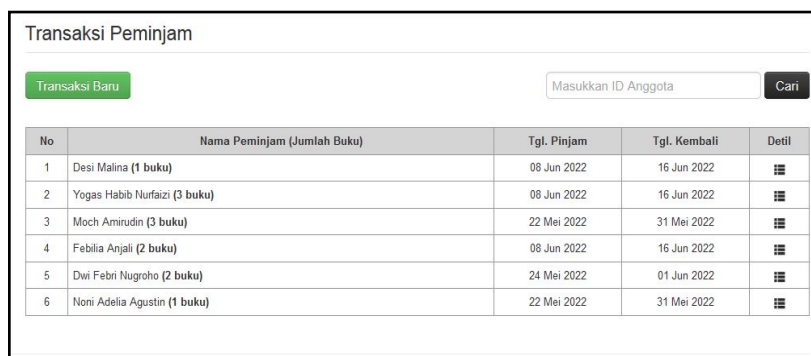 Transaksi Peminjam
Transaksi Baru Masukkan ID Anggota Cari
No Nama Peminjam (Jumlah Buku) Tgl. Pinjam Tgl. Kembali Detil
1 Desi Malina (1 buku) 08 Jun 2022 16 Jun 2022
2 Yogas Habib Nurfaizi (3 buku) 08 Jun 2022 16 Jun 2022
3 Moch Amirudin (3 buku) 22 Mei 2022 31 Mei 2022
4 Febilia Anjali (2 buku) 08 Jun 2022 16 Jun 2022
5 Dwi Febri Nugroho (2 buku) 24 Mei 2022 01 Jun 2022
6 Noni Adelia Agustin (1 buku) 22 Mei 2022 31 Mei 2022